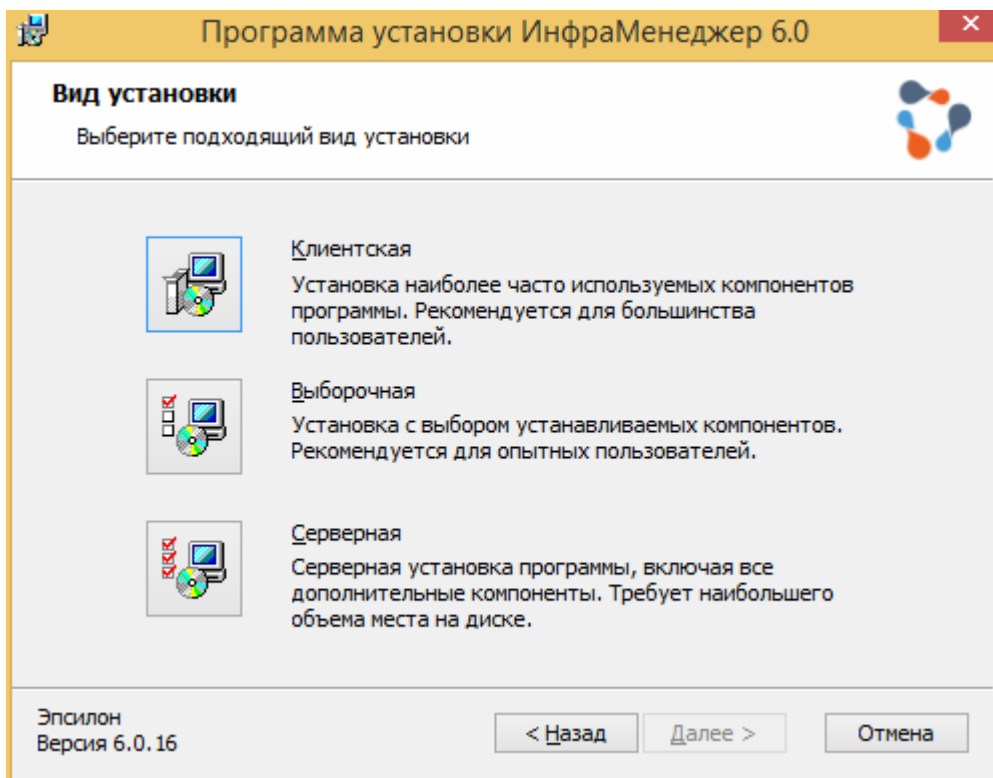 Программа установки ИнфраМенеджер 6.0
Вид установки
Выберите подходящий вид установки
Клиентская
Установка наиболее часто используемых компонентов
программы. Рекомендуется для большинства
пользователей.
Выборочная
Установка с выбором устанавливаемых компонентов.
Рекомендуется для опытных пользователей.
Серверная
Серверная установка программы, включая все
дополнительные компоненты. Требует наибольшего
объема места на диске.
Эпсилон
Версия 6.0.16
< Назад
Далее >
Отмена